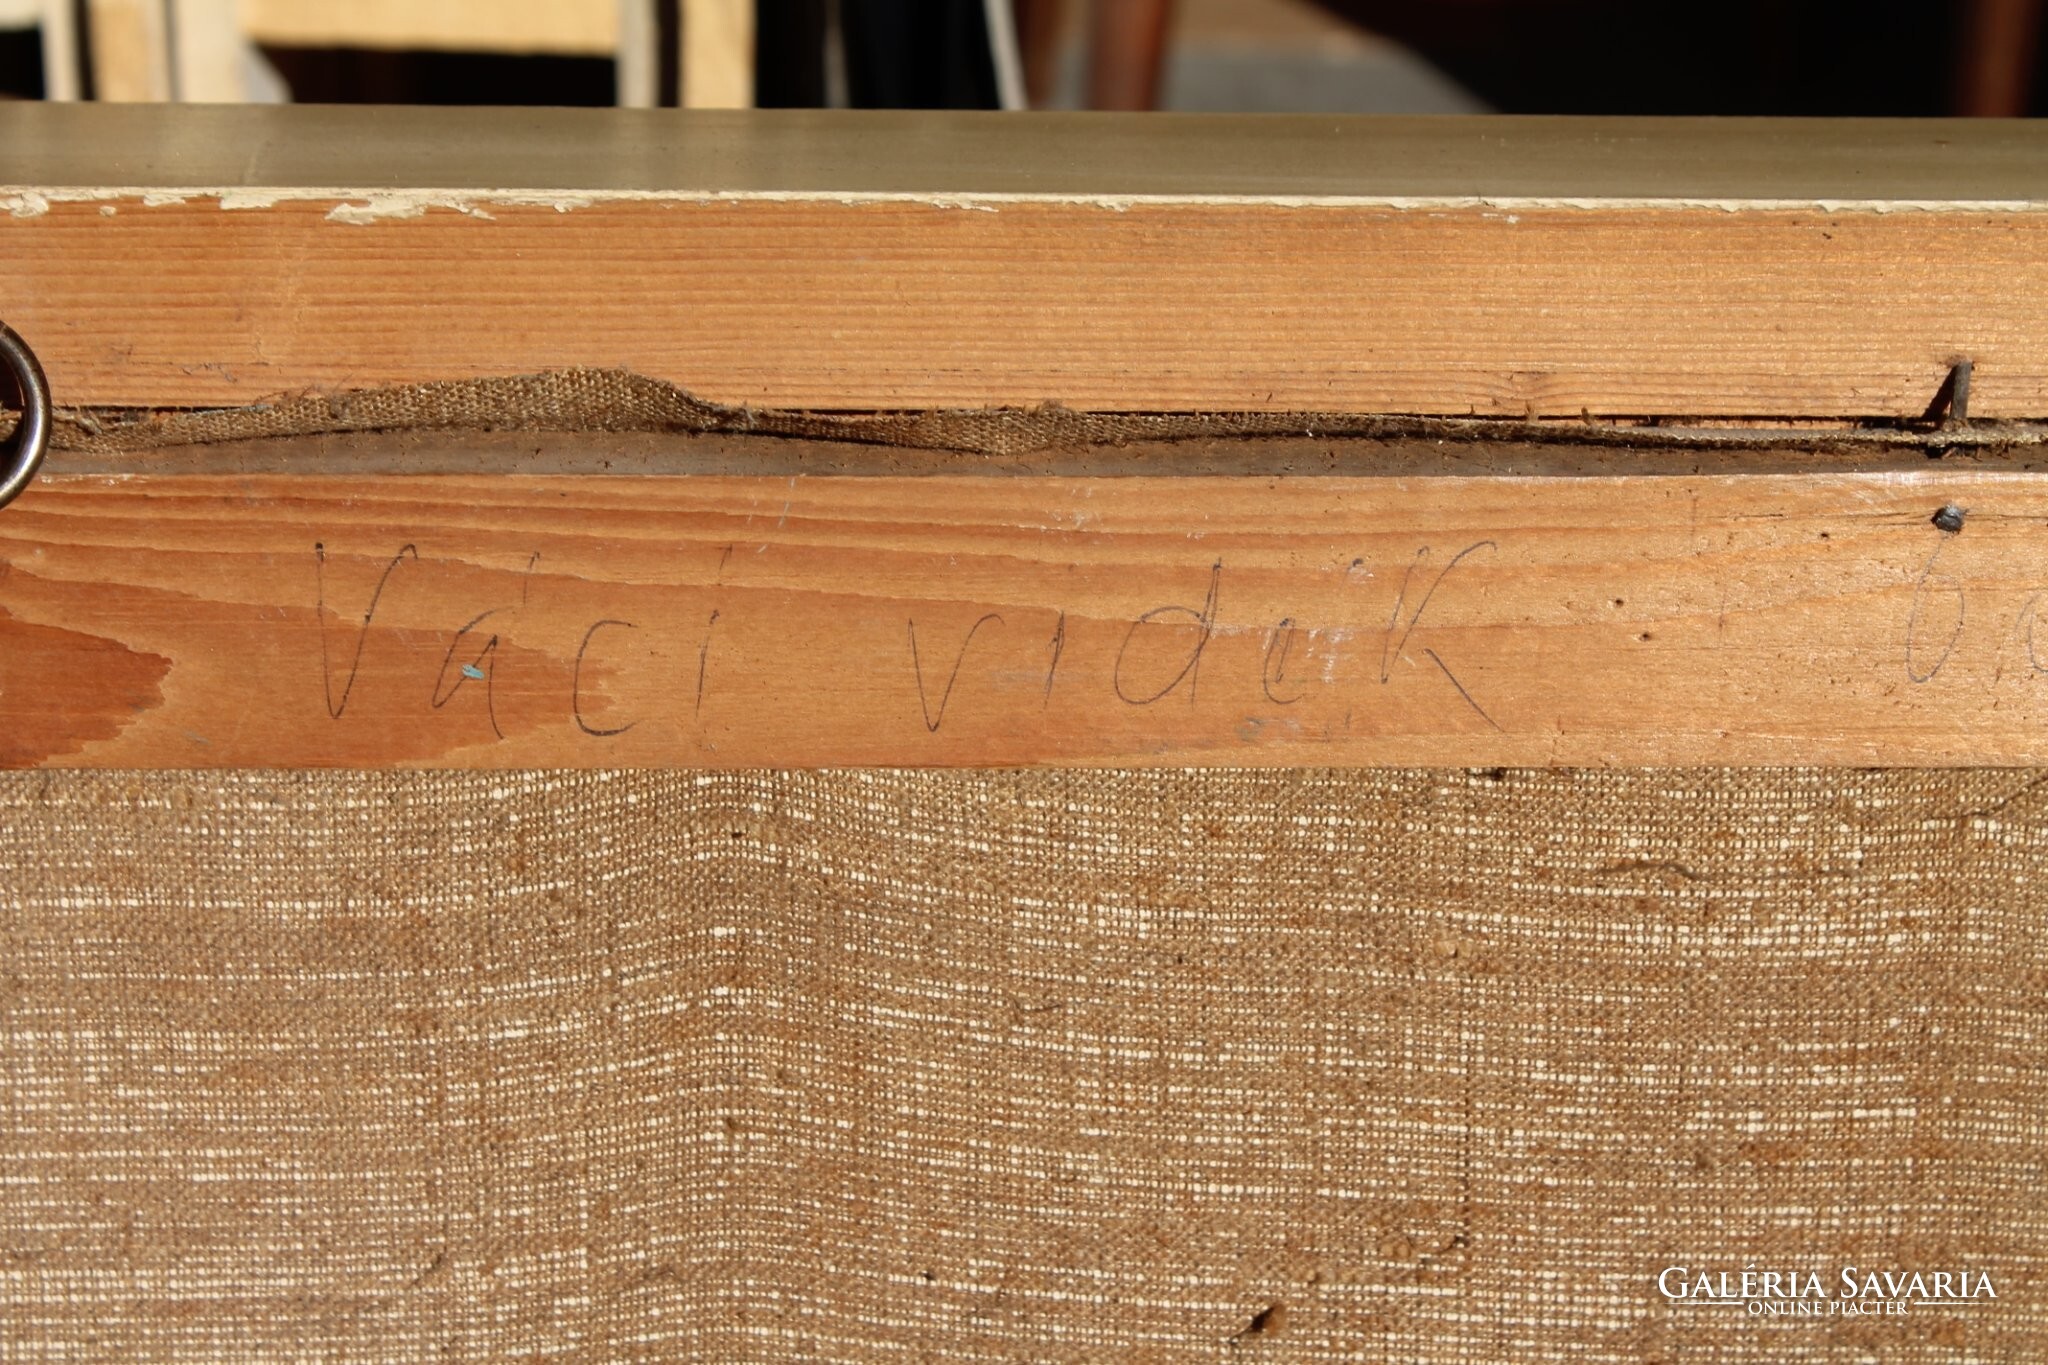 Váci vidék
GALÉRIA SAVARIA
ONLINE PIACTÉR